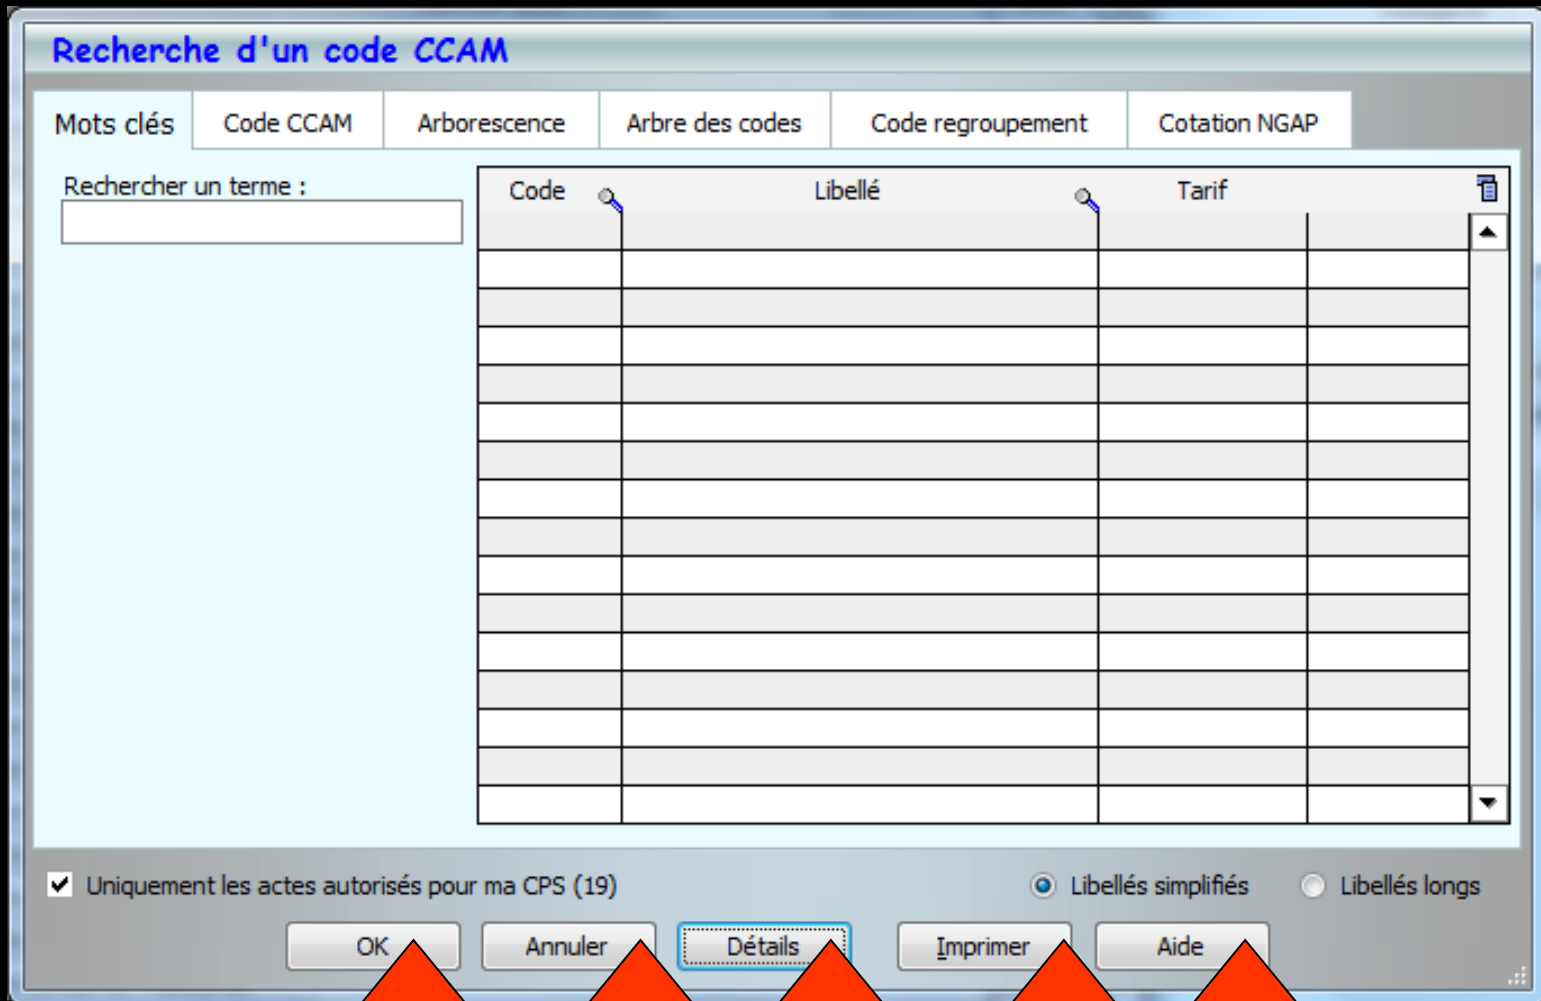 Recherche d'un code CCAM
Mots clés Code CCAM Arborescence Arbre des codes Code regroupement Cotation NGAP
Rechercher un terme :
Code Libellé Tarif
Uniquement les actes autorisés pour ma CPS (19) Libellés simplifiés Libellés longs
OK Annuler Détails Imprimer Aide